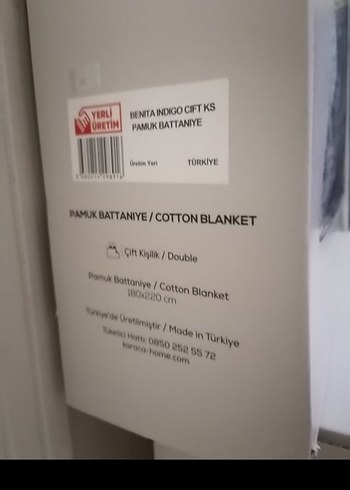 YERLİ
ÜRETİM
BENITA INDIGO CIFT KS
PAMUK BATTANIYE
Üretim Yeri TÜRKİYE
PAMUK BATTANİYE / COTTON BLANKET
Çift Kişilik / Double
Pamuk Battaniye / Cotton Blanket
180x220 cm
Türkiye'de Üretilmiştir / Made in Türkiye
Tüketici Hattı: 0850 252 55 72
karaca-home.com